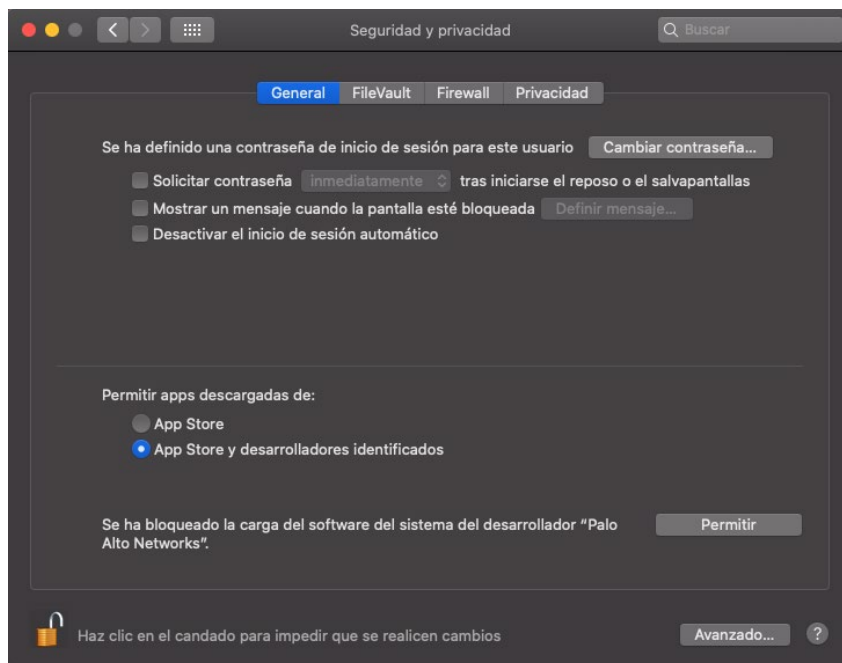 Seguridad y privacidad
Buscar
General FileVault Firewall Privacidad
Se ha definido una contraseña de inicio de sesión para este usuario Cambiar contraseña...
Solicitar contraseña inmediatamente tras iniciarse el reposo o el salvapantallas
Mostrar un mensaje cuando la pantalla esté bloqueada Definir mensaje...
Desactivar el inicio de sesión automático
Permitir apps descargadas de:
App Store
App Store y desarrolladores identificados
Se ha bloqueado la carga del software del sistema del desarrollador “Palo
Alto Networks”.
Permitir
Haz clic en el candado para impedir que se realicen cambios
Avanzado... ?